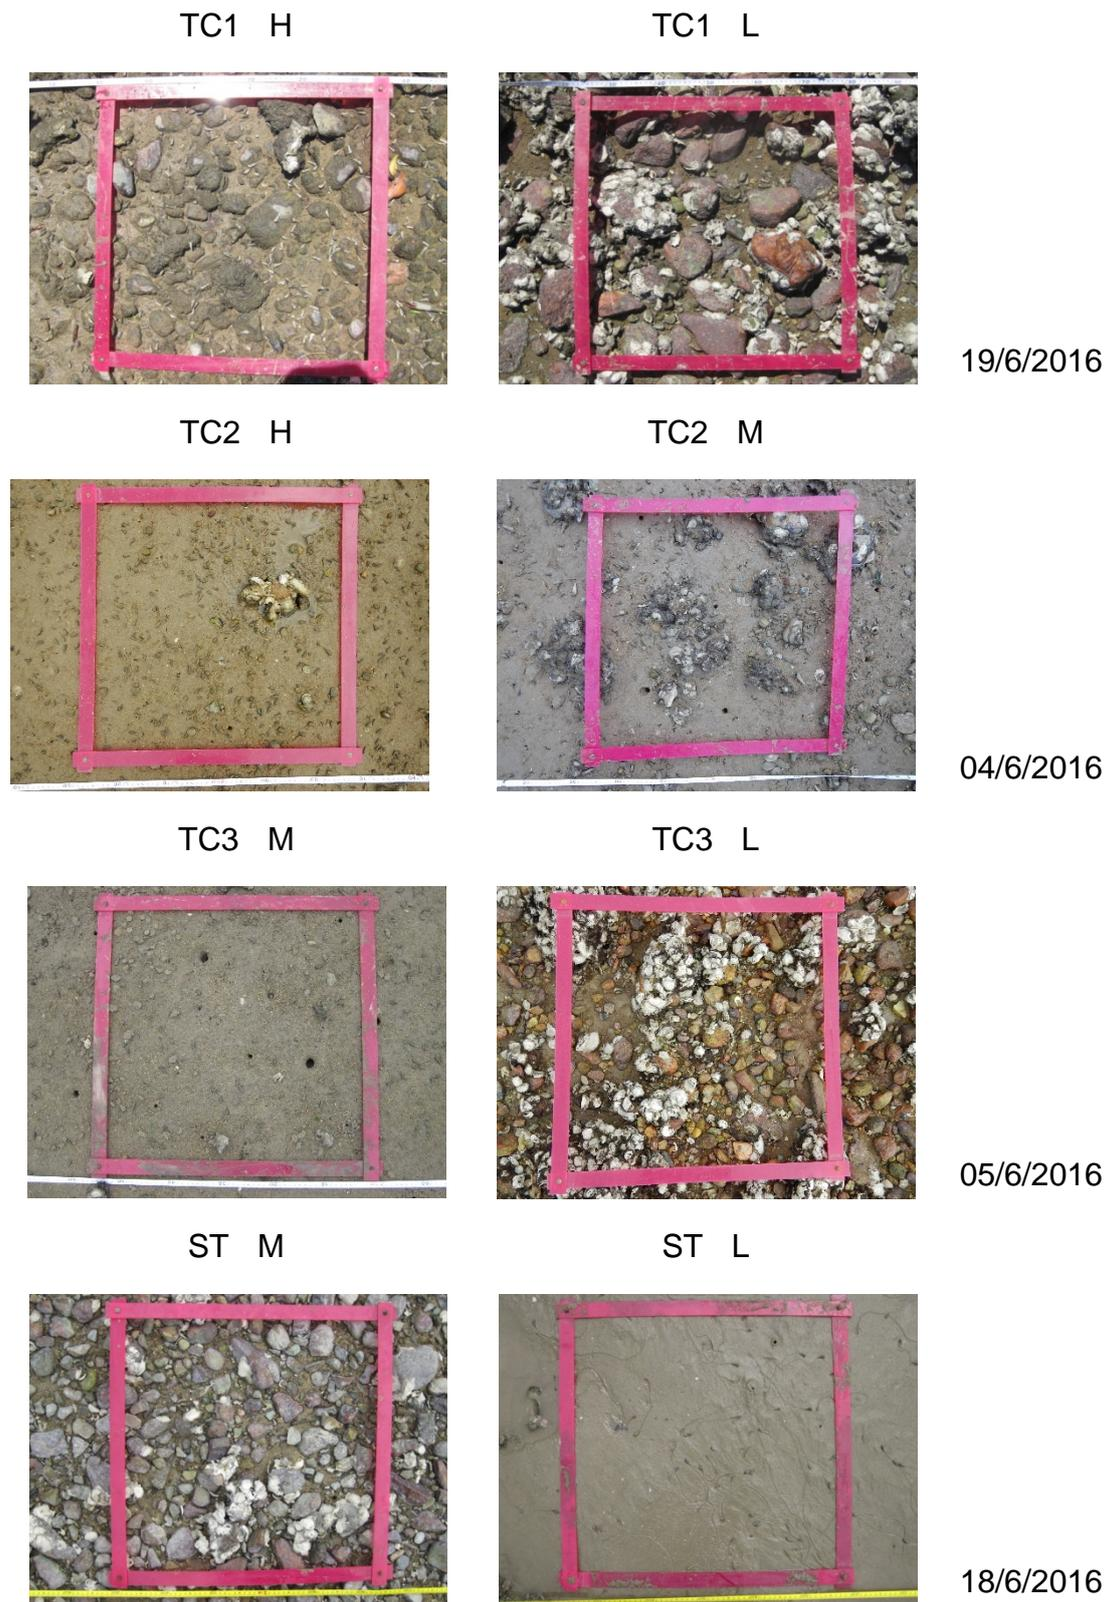 TC1 H
TC1 L
19/6/2016
TC2 H
TC2 M
04/6/2016
TC3 M
TC3 L
05/6/2016
ST M
ST L
18/6/2016